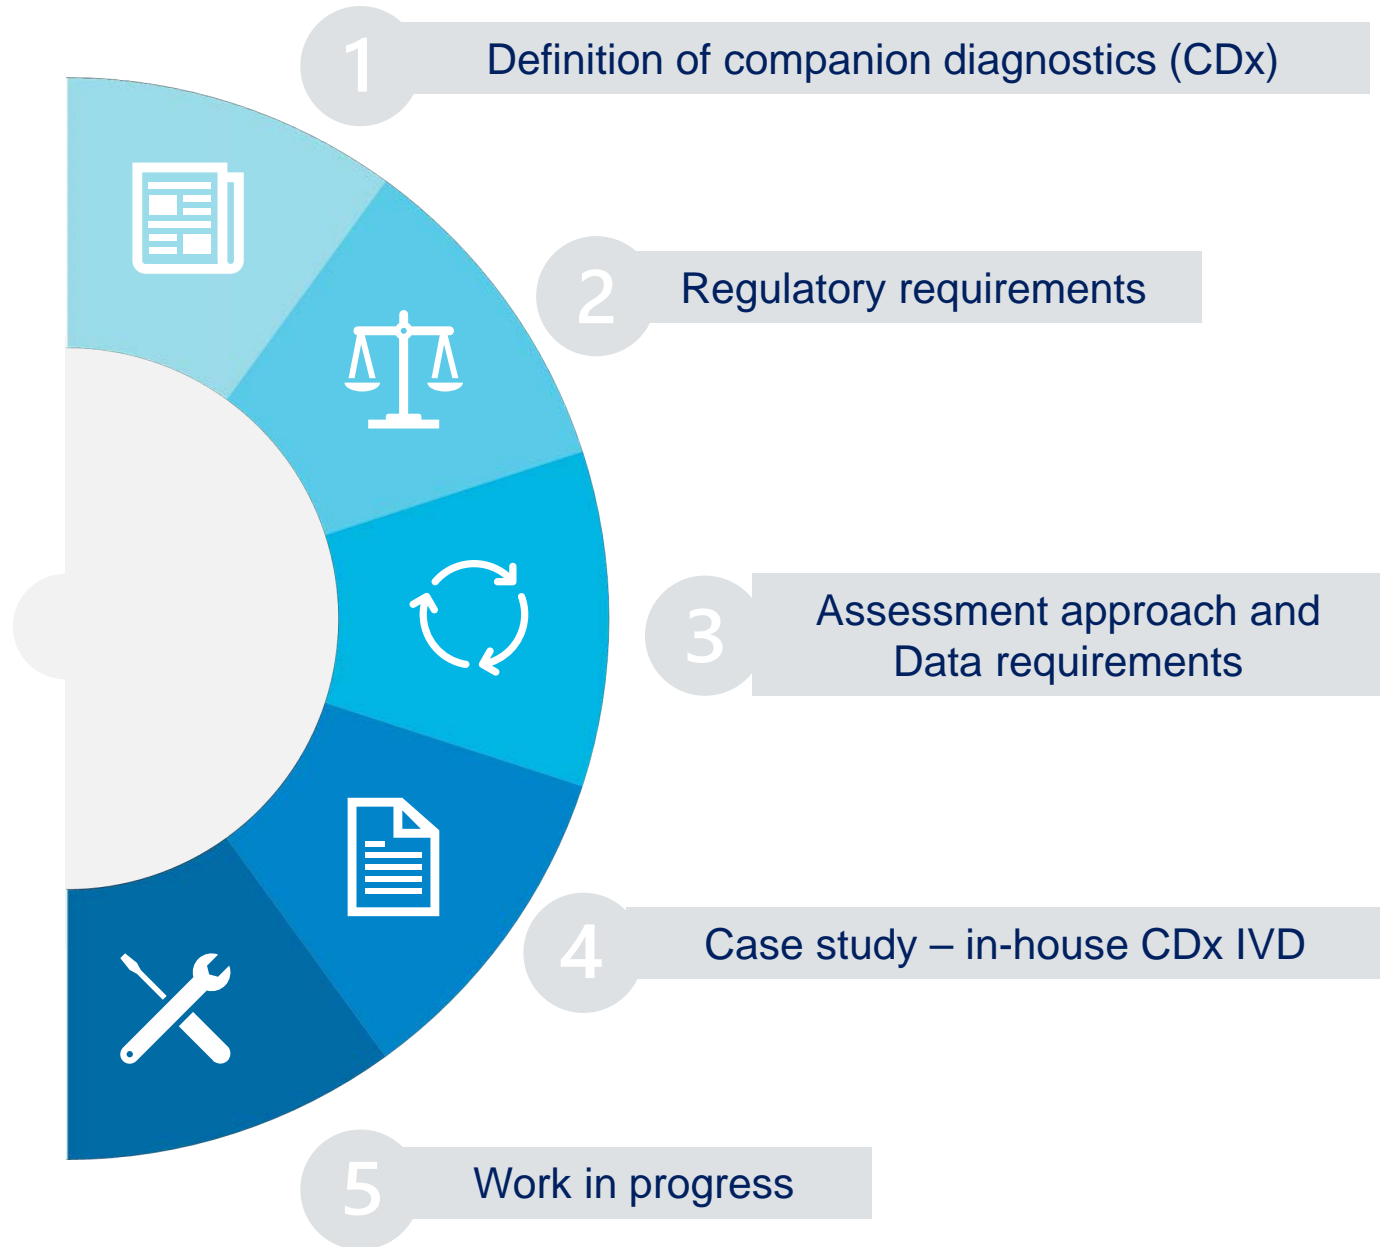 1
Definition of companion diagnostics (CDx)
2
Regulatory requirements
3
Assessment approach and
Data requirements
4
Case study – in-house CDx IVD
5
Work in progress